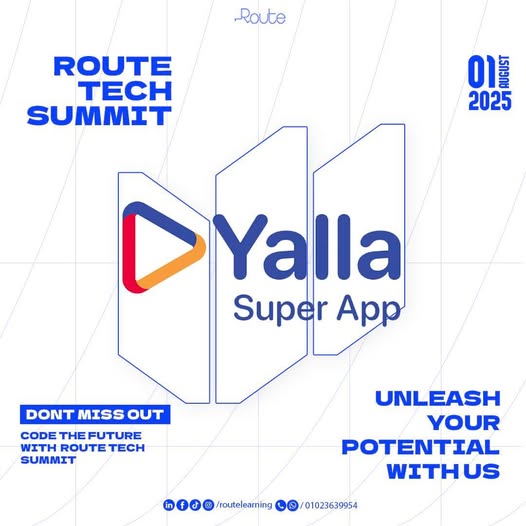 Route
ROUTE
TECH
SUMMIT
01 AUGUST
2025
Yalla
Super App
DONT MISS OUT
CODE THE FUTURE
WITH ROUTE TECH
SUMMIT
UNLEASH
YOUR
POTENTIAL
WITH US
/routelearning / 01023639954